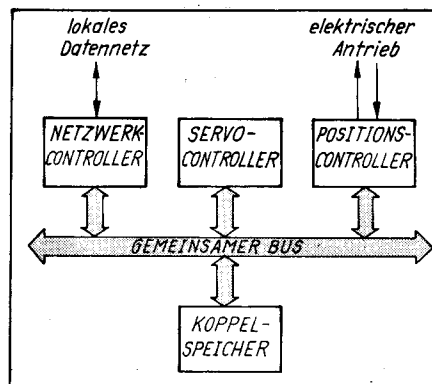 lokales
Datennetz
elektrischer
Antrieb
NETZWERK-
CONTROLLER
SERVO-
CONTROLLER
POSITIONS-
CONTROLLER
GEMEINSAMER BUS
KOPPEL-
SPEICHER